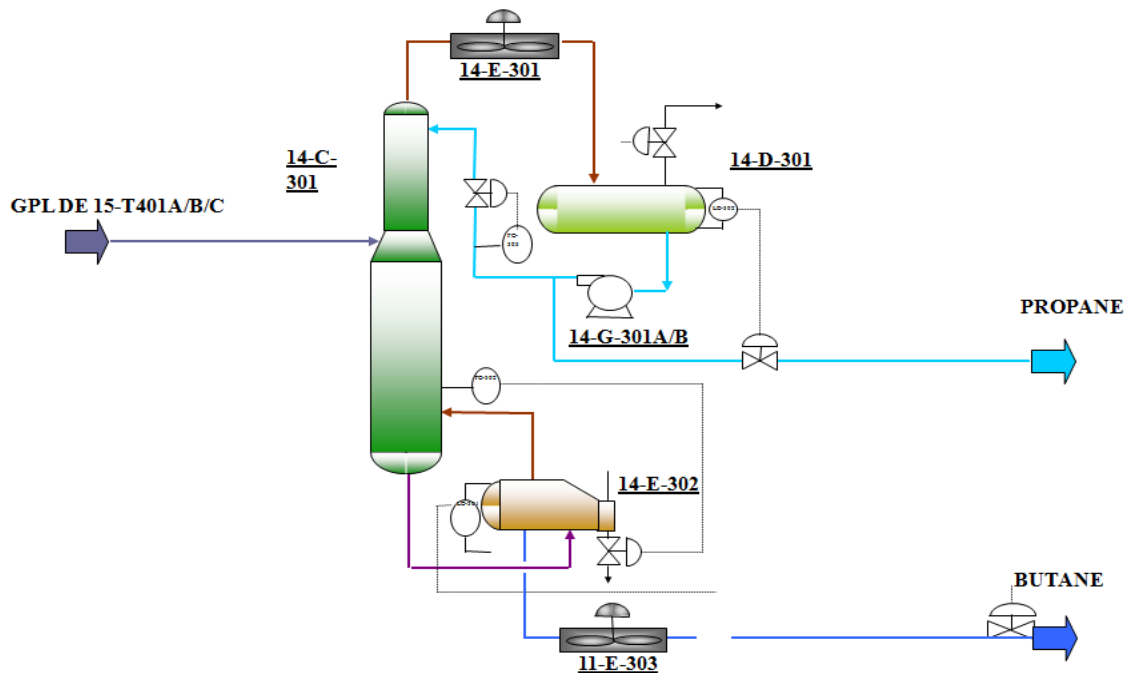 14-E-301
14-C-
301
14-D-301
GPL DE 15-T401A/B/C
PROPANE
14-G-301A/B
14-E-302
BUTANE
11-E-303